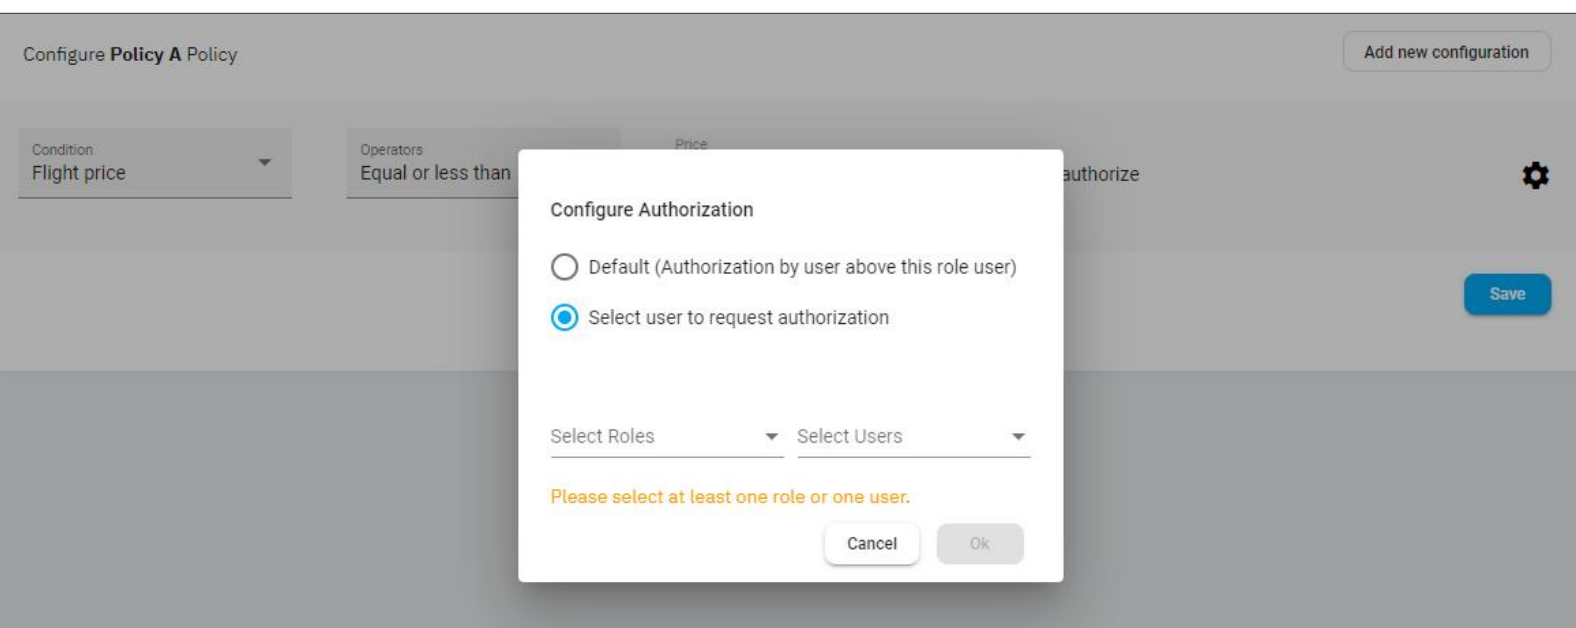 Configure Policy A Policy
Add new configuration
Condition
Flight price
Operators
Equal or less than
Price
authorize
Configure Authorization
Default (Authorization by user above this role user)
Select user to request authorization
Save
Select Roles
Select Users
Please select at least one role or one user.
Cancel
Ok